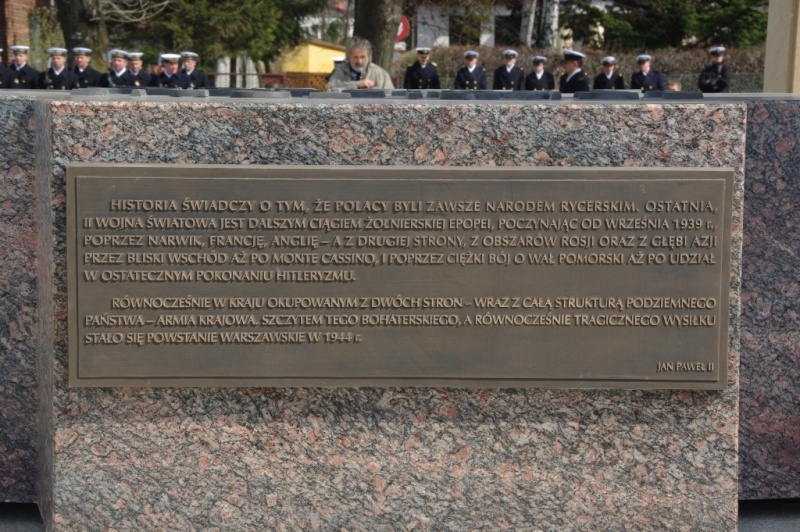 HISTORIA ŚWIADCZY O TYM, ŻE POLACY BYLI ZAWSZE NARODEM RYCERSKIM. OSTATNIA,
II WOJNA ŚWIATOWA JEST DALSZYM CIĄGIEM ŻOŁNIERSKIEJ EPOPEI, POCZYNAJĄC OD WRZEŚNIA 1939 r.
POPRZEZ NARWIK, FRANCJĘ, ANGLIĘ – A Z DRUGIEJ STRONY, Z OBSZARÓW ROSJI ORAZ Z GŁĘBI AZJI
PRZEZ BLISKI WSCHÓD AŻ PO MONTE CASSINO, I POPRZEZ CIĘŻKI BÓJ O WAŁ POMORSKI AŻ PO UDZIAŁ
W OSTATECZNYM POKONANIU HITLERYZMU.
RÓWNOCZEŚNIE W KRAJU OKUPOWANYM Z DWÓCH STRON – WRAZ Z CAŁĄ STRUKTURĄ PODZIEMNEGO
PAŃSTWA – ARMIA KRAJOWA. SZCZYTEM TEGO BOHATERSKIEGO, A RÓWNOCZEŚNIE TRAGICZNEGO WYSIŁKU
STAŁO SIĘ POWSTANIE WARSZAWSKIE W 1944 r.
JAN PAWEŁ II